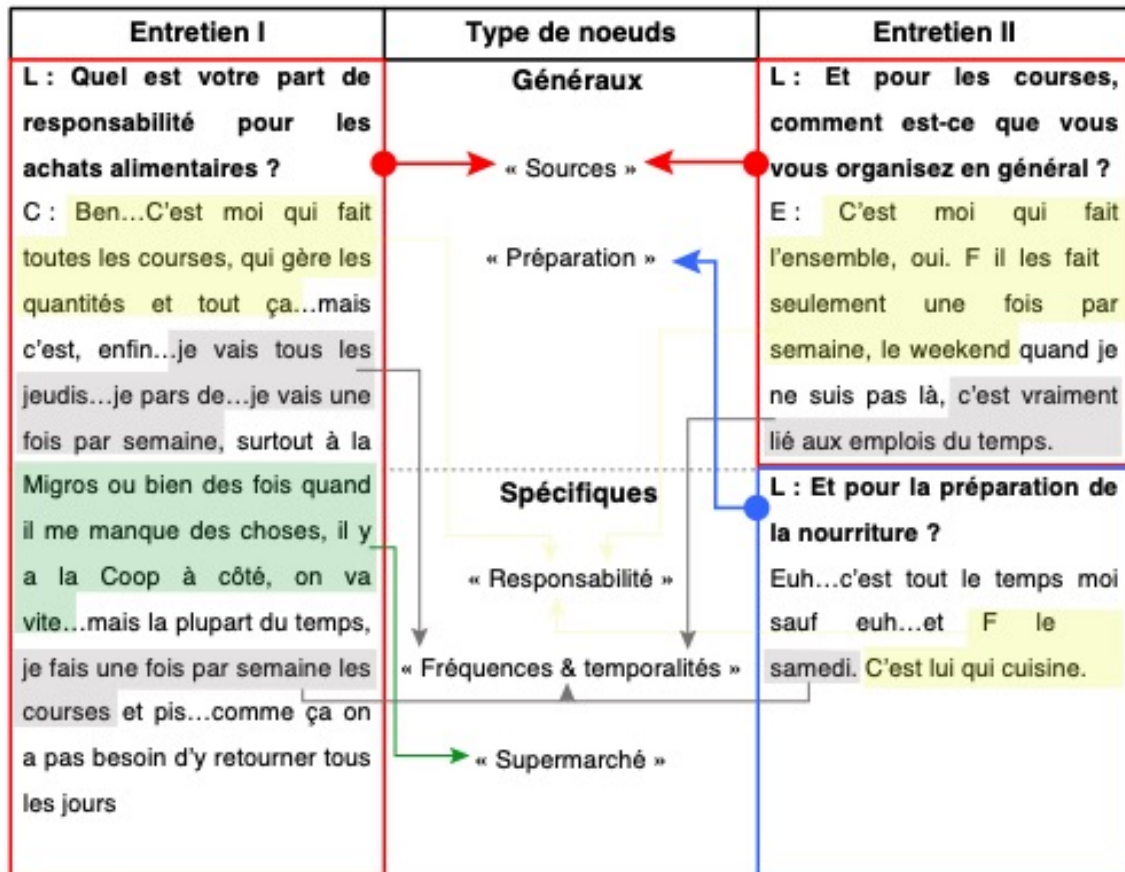 Entretien I
Type de noeuds
Entretien II
L : Quel est votre part de
responsabilité pour les
achats alimentaires ?
C : Ben…C'est moi qui fait
toutes les courses, qui gère les
quantités et tout ça…mais
c'est, enfin…je vais tous les
jeudis…je pars de…je vais une
fois par semaine, surtout à la
Migros ou bien des fois quand
il me manque des choses, il y
a la Coop à côté, on va
vite…mais la plupart du temps,
je fais une fois par semaine les
courses et pis…comme ça on
a pas besoin d'y retourner tous
les jours
Généraux
« Sources »
« Préparation »
Spécifiques
« Responsabilité »
« Fréquences & temporalités »
« Supermarché »
L : Et pour les courses,
comment est-ce que vous
vous organisez en général ?
E : C'est moi qui fait
l'ensemble, oui. F il les fait
seulement une fois par
semaine, le weekend quand je
ne suis pas là, c'est vraiment
lié aux emplois du temps.
L : Et pour la préparation de
la nourriture ?
Euh…c'est tout le temps moi
sauf euh…et F le
samedi. C'est lui qui cuisine.